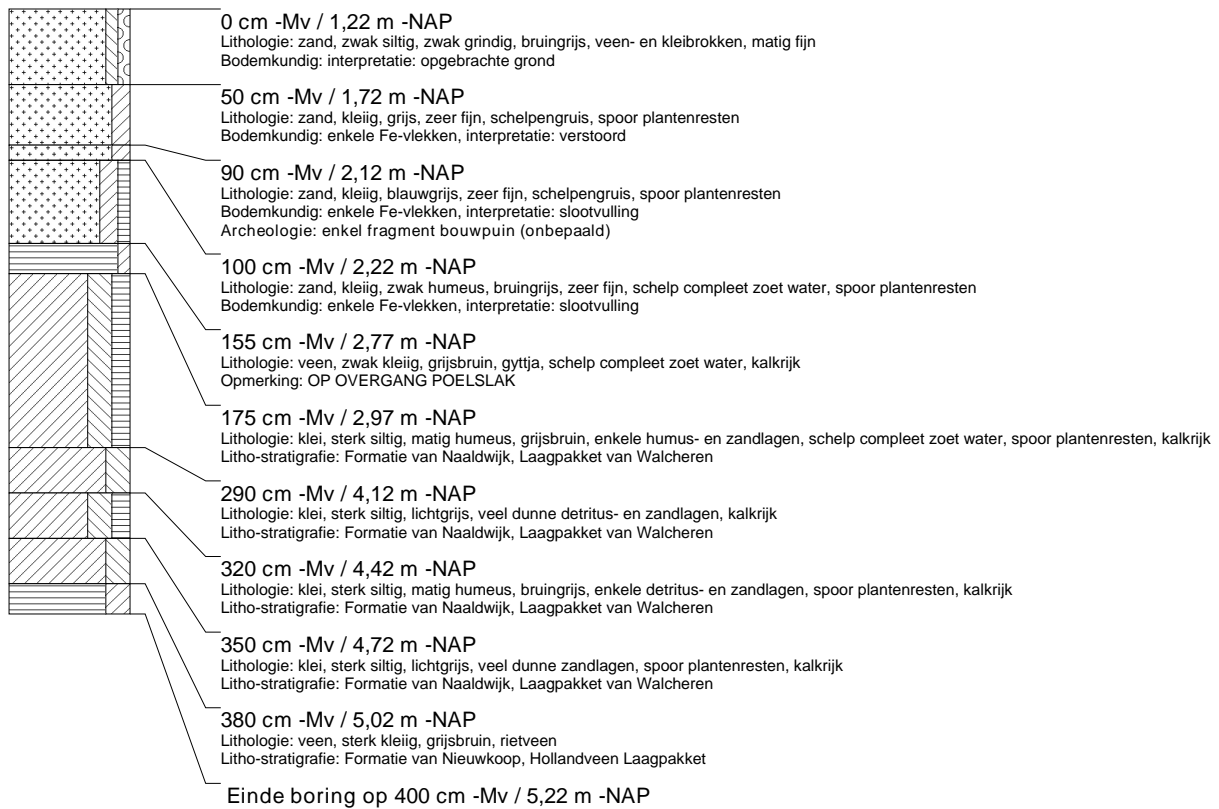 0 cm -Mv / 1,22 m -NAP
Lithologie: zand, zwak siltig, zwak grindig, bruingrijs, veen- en kleibrokken, matig fijn
Bodemkundig: interpretatie: opgebrachte grond
50 cm -Mv / 1,72 m -NAP
Lithologie: zand, kleiig, grijs, zeer fijn, schelpengruis, spoor plantenresten
Bodemkundig: enkele Fe-vlekken, interpretatie: verstoord
90 cm -Mv / 2,12 m -NAP
Lithologie: zand, kleiig, blauwgrijs, zeer fijn, schelpengruis, spoor plantenresten
Bodemkundig: enkele Fe-vlekken, interpretatie: slootvulling
Archeologie: enkel fragment bouwpuin (onbepaald)
100 cm -Mv / 2,22 m -NAP
Lithologie: zand, kleiig, zwak humeus, bruingrijs, zeer fijn, schelp compleet zoet water, spoor plantenresten
Bodemkundig: enkele Fe-vlekken, interpretatie: slootvulling
155 cm -Mv / 2,77 m -NAP
Lithologie: veen, zwak kleiig, grijsbruin, gyttja, schelp compleet zoet water, kalkrijk
Opmerking: OP OVERGANG POELSLAK
175 cm -Mv / 2,97 m -NAP
Lithologie: klei, sterk siltig, matig humeus, grijsbruin, enkele humus- en zandlagen, schelp compleet zoet water, spoor plantenresten, kalkrijk
Litho-stratigrafie: Formatie van Naaldwijk, Laagpakket van Walcheren
290 cm -Mv / 4,12 m -NAP
Lithologie: klei, sterk siltig, lichtgrijs, veel dunne detritus- en zandlagen, kalkrijk
Litho-stratigrafie: Formatie van Naaldwijk, Laagpakket van Walcheren
320 cm -Mv / 4,42 m -NAP
Lithologie: klei, sterk siltig, matig humeus, bruingrijs, enkele detritus- en zandlagen, spoor plantenresten, kalkrijk
Litho-stratigrafie: Formatie van Naaldwijk, Laagpakket van Walcheren
350 cm -Mv / 4,72 m -NAP
Lithologie: klei, sterk siltig, lichtgrijs, veel dunne zandlagen, spoor plantenresten, kalkrijk
Litho-stratigrafie: Formatie van Naaldwijk, Laagpakket van Walcheren
380 cm -Mv / 5,02 m -NAP
Lithologie: veen, sterk kleiig, grijsbruin, rietveen
Litho-stratigrafie: Formatie van Nieuwkoop, Hollandveen Laagpakket
Einde boring op 400 cm -Mv / 5,22 m -NAP